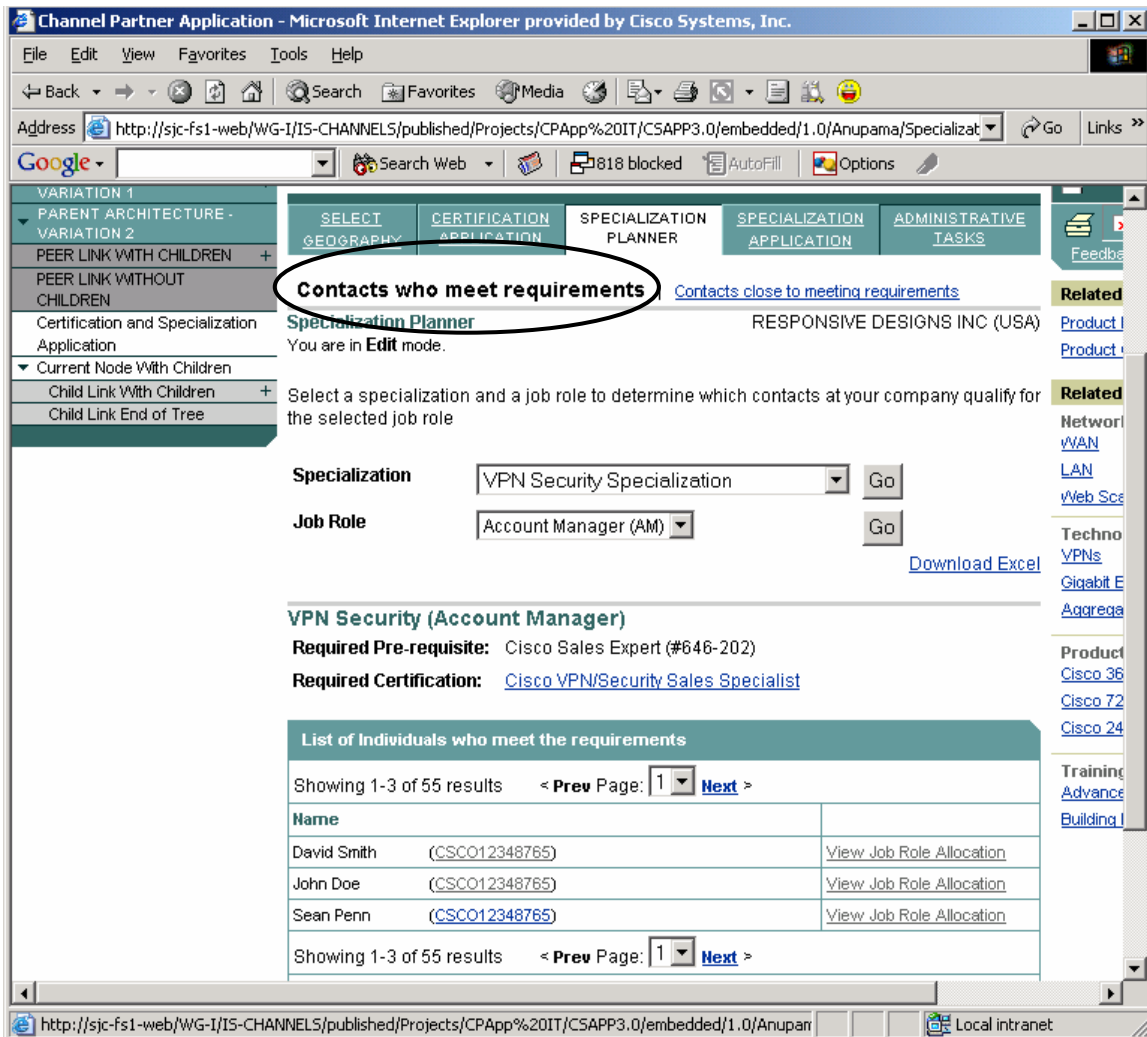 Channel Partner Application - Microsoft Internet Explorer provided by Cisco Systems, Inc.
File Edit View Favorites Tools Help
Back Search Favorites Media
Address http://sjc-fs1-web/WG-I/IS-CHANNELS/published/Projects/CPApp%20IT/CSAPP3.0/embedded/1.0/Anupama/Specializat Go Links »
Google Search Web 818 blocked AutoFill Options
VARIATION 1
PARENT ARCHITECTURE -
VARIATION 2
PEER LINK WITH CHILDREN +
PEER LINK WITHOUT
CHILDREN
Certification and Specialization
Application
Current Node With Children
Child Link With Children +
Child Link End of Tree
SELECT
GEOGRAPHY
CERTIFICATION
APPLICATION
SPECIALIZATION
PLANNER
SPECIALIZATION
APPLICATION
ADMINISTRATIVE
TASKS
Contacts who meet requirements | Contacts close to meeting requirements
Specialization Planner RESPONSIVE DESIGNS INC (USA)
You are in Edit mode.
Select a specialization and a job role to determine which contacts at your company qualify for
the selected job role
Specialization VPN Security Specialization Go
Job Role Account Manager (AM) Go
Download Excel
VPN Security (Account Manager)
Required Pre-requisite: Cisco Sales Expert (#646-202)
Required Certification: Cisco VPN/Security Sales Specialist
List of Individuals who meet the requirements
Showing 1-3 of 55 results < Prev Page: 1 Next >
Name
David Smith (CSCO12348765) View Job Role Allocation
John Doe (CSCO12348765) View Job Role Allocation
Sean Penn (CSCO12348765) View Job Role Allocation
Showing 1-3 of 55 results < Prev Page: 1 Next >
Feedba
Related
Product
Product
Related
Networ
WAN
LAN
Web Sca
Techno
VPNs
Gigabit E
Aggrega
Product
Cisco 36
Cisco 72
Cisco 24
Training
Advance
Building
http://sjc-fs1-web/WG-I/IS-CHANNELS/published/Projects/CPApp%20IT/CSAPP3.0/embedded/1.0/Anupam Local intranet